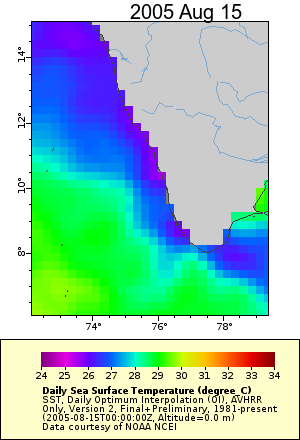 2005 Aug 15
14°
12°
10°
8°
74°
76°
78°
24 25 26 27 28 29 30 31 32 33 34
Daily Sea Surface Temperature (degree_C)
SST, Daily Optimum Interpolation (OI), AVHRR
Only, Version 2, Final+Preliminary, 1981-present
(2005-08-15T00:00:00Z, Altitude=0.0 m)
Data courtesy of NOAA NCEI